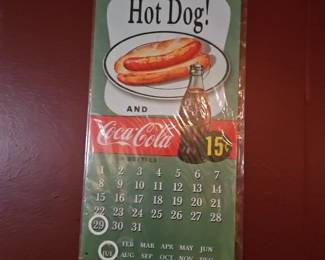 Hot Dog!
AND
Coca-Cola
IN BOTTLES
15¢
1 2 3 4 5 6 7
8 9 10 11 12 13 14
15 16 17 18 19 20 21
22 23 24 25 26 27 28
29 30 31
FEB MAR APR MAY JUN
JUL AUG SEP OCT NOV DEC